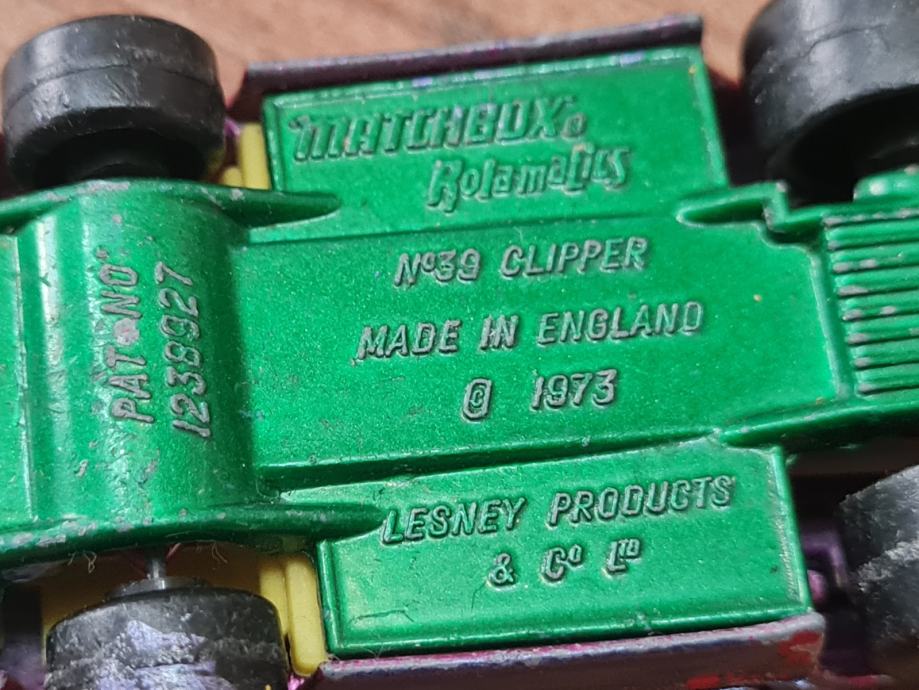 "MATCHBOX"®
Rolamatics
Nº39 CLIPPER
MADE IN ENGLAND
© 1973
LESNEY PRODUCTS
& Cº Lᵀᴰ
PAT·NO·
1238927